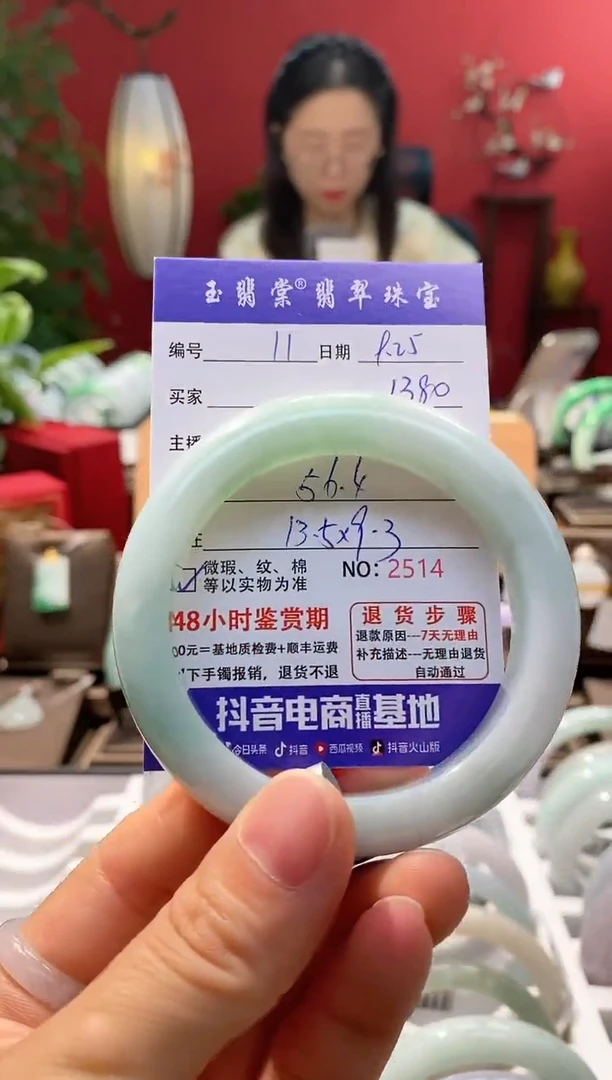 玉翡棠®翡翠珠宝
编号 11 日期 8.25
买家 1380
主播
56.4
13.5x9.3
微瑕、纹、棉
等以实物为准
NO: 2514
48小时鉴赏期
00元=基地质检费+顺丰运费
下手镯报销，退货不退
退货步骤
退款原因---7天无理由
补充描述---无理由退货
自动通过
抖音电商直播基地
今日头条 抖音 西瓜视频 抖音火山版